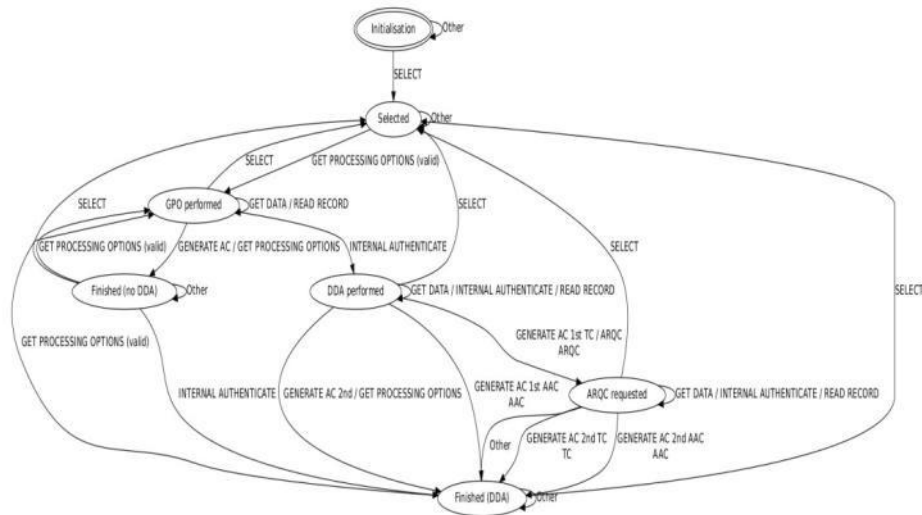 Initialisation
Other
SELECT
Selected
Other
GET PROCESSING OPTIONS (valid)
SELECT
SELECT
GPO performed
GET DATA / READ RECORD
SELECT
SELECT
GET PROCESSING OPTIONS (valid)
GENERATE AC / GET PROCESSING OPTIONS
INTERNAL AUTHENTICATE
Finished (no DDA)
Other
DDA performed
GET DATA / INTERNAL AUTHENTICATE / READ RECORD
SELECT
GET PROCESSING OPTIONS (valid)
GENERATE AC 1st TC / ARQC
ARQC
INTERNAL AUTHENTICATE
GENERATE AC 2nd / GET PROCESSING OPTIONS
GENERATE AC 1st AAC
AAC
ARQC requested
GET DATA / INTERNAL AUTHENTICATE / READ RECORD
Other
GENERATE AC 2nd TC
TC
GENERATE AC 2nd AAC
AAC
Finished (DDA)
Other